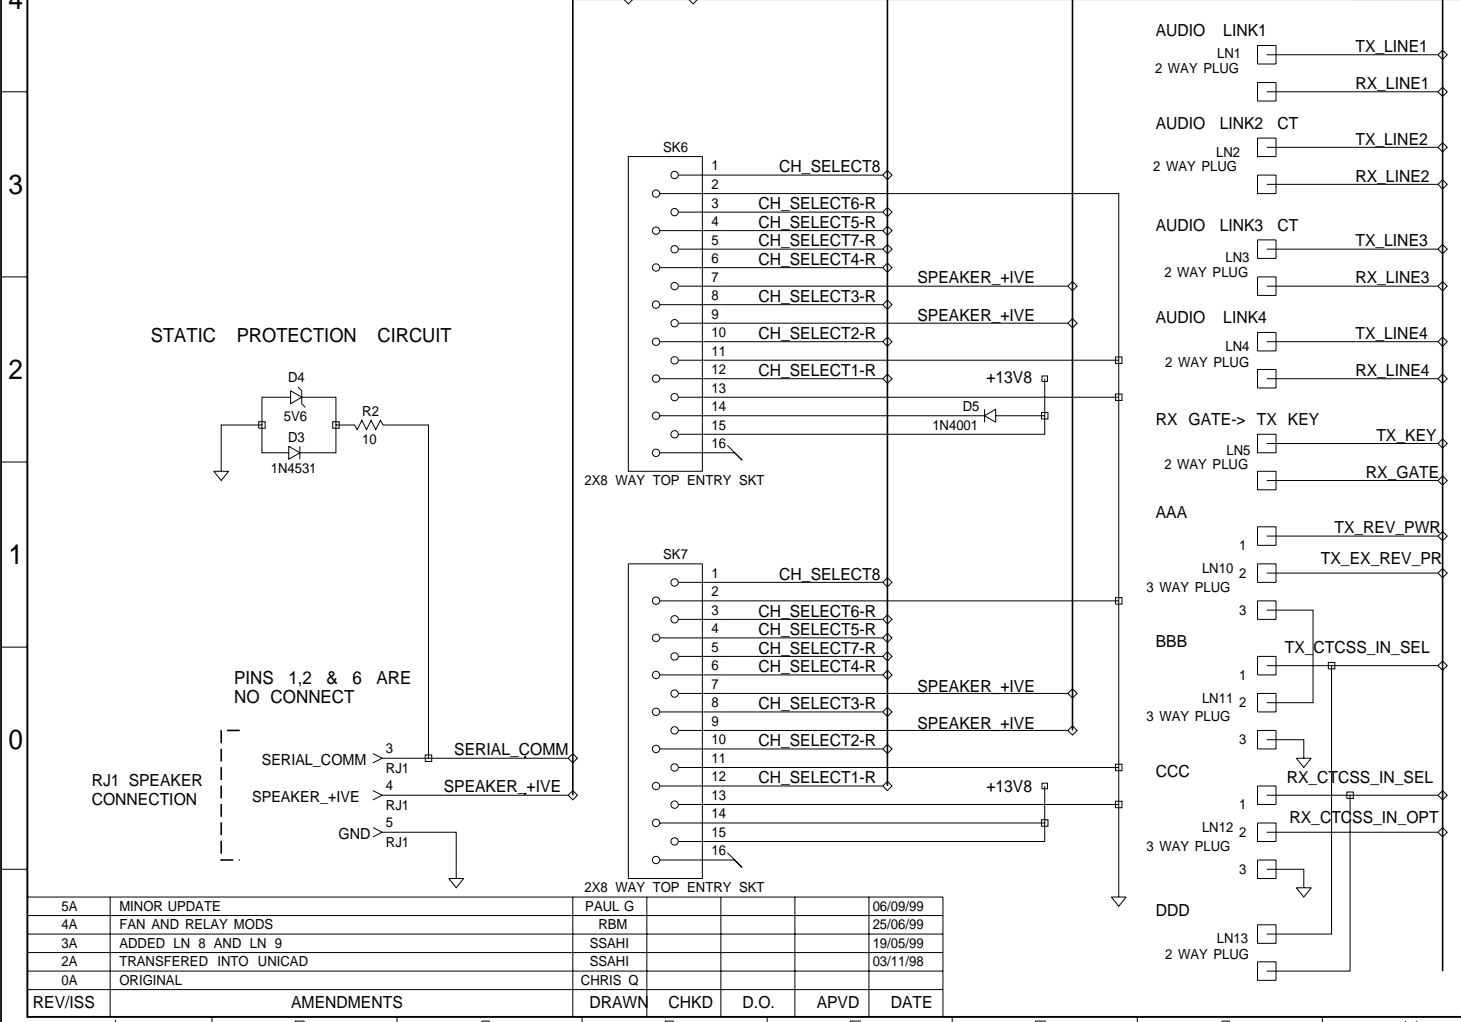 4
3
2
1
0
STATIC PROTECTION CIRCUIT
D4
5V6
D3
1N4531
R2
10
PINS 1,2 & 6 ARE
NO CONNECT
RJ1 SPEAKER
CONNECTION
SERIAL_COMM 3 RJ1 SERIAL_COMM
SPEAKER_+IVE 4 RJ1 SPEAKER_+IVE
GND 5 RJ1
SK6
1 CH_SELECT8
2
3 CH_SELECT6-R
4 CH_SELECT5-R
5 CH_SELECT7-R
6 CH_SELECT4-R
7 SPEAKER_+IVE
8 CH_SELECT3-R
9 SPEAKER_+IVE
10 CH_SELECT2-R
11
12 CH_SELECT1-R +13V8
13
14 D5
15 1N4001
16
2X8 WAY TOP ENTRY SKT
SK7
1 CH_SELECT8
2
3 CH_SELECT6-R
4 CH_SELECT5-R
5 CH_SELECT7-R
6 CH_SELECT4-R
7 SPEAKER_+IVE
8 CH_SELECT3-R
9 SPEAKER_+IVE
10 CH_SELECT2-R
11
12 CH_SELECT1-R +13V8
13
14
15
16
2X8 WAY TOP ENTRY SKT
AUDIO LINK1
LN1 TX_LINE1
2 WAY PLUG
RX_LINE1
AUDIO LINK2 CT
LN2 TX_LINE2
2 WAY PLUG
RX_LINE2
AUDIO LINK3 CT
LN3 TX_LINE3
2 WAY PLUG
RX_LINE3
AUDIO LINK4
LN4 TX_LINE4
2 WAY PLUG
RX_LINE4
RX GATE-> TX KEY
LN5 TX_KEY
2 WAY PLUG
RX_GATE
AAA
1 TX_REV_PWR
LN10 2 TX_EX_REV_PR
3 WAY PLUG
3
BBB
1 TX_CTCSS_IN_SEL
LN11 2
3 WAY PLUG
3
CCC
1 RX_CTCSS_IN_SEL
LN12 2 RX_CTCSS_IN_OPT
3 WAY PLUG
3
DDD
LN13
2 WAY PLUG
5A MINOR UPDATE PAUL G 06/09/99
4A FAN AND RELAY MODS RBM 25/06/99
3A ADDED LN 8 AND LN 9 SSAHI 19/05/99
2A TRANSFERED INTO UNICAD SSAHI 03/11/98
0A ORIGINAL CHRIS Q
REV/ISS AMENDMENTS DRAWN CHKD D.O. APVD DATE